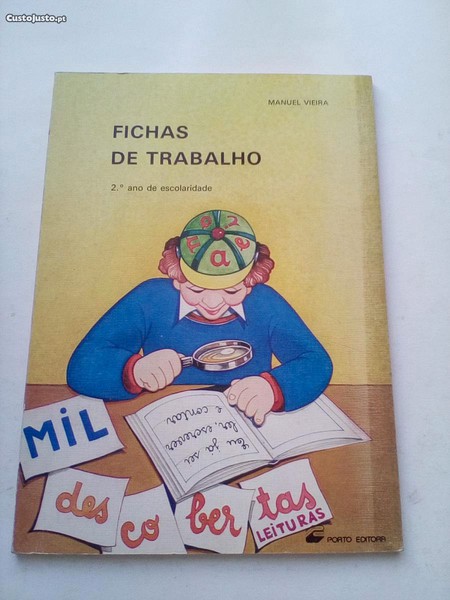 CustoJusto.pt
MANUEL VIEIRA
FICHAS
DE TRABALHO
2.º ano de escolaridade
a
Eu já sei
ler, escrever
e contar
MIL
des co ber tas
LEITURAS
PORTO EDITORA